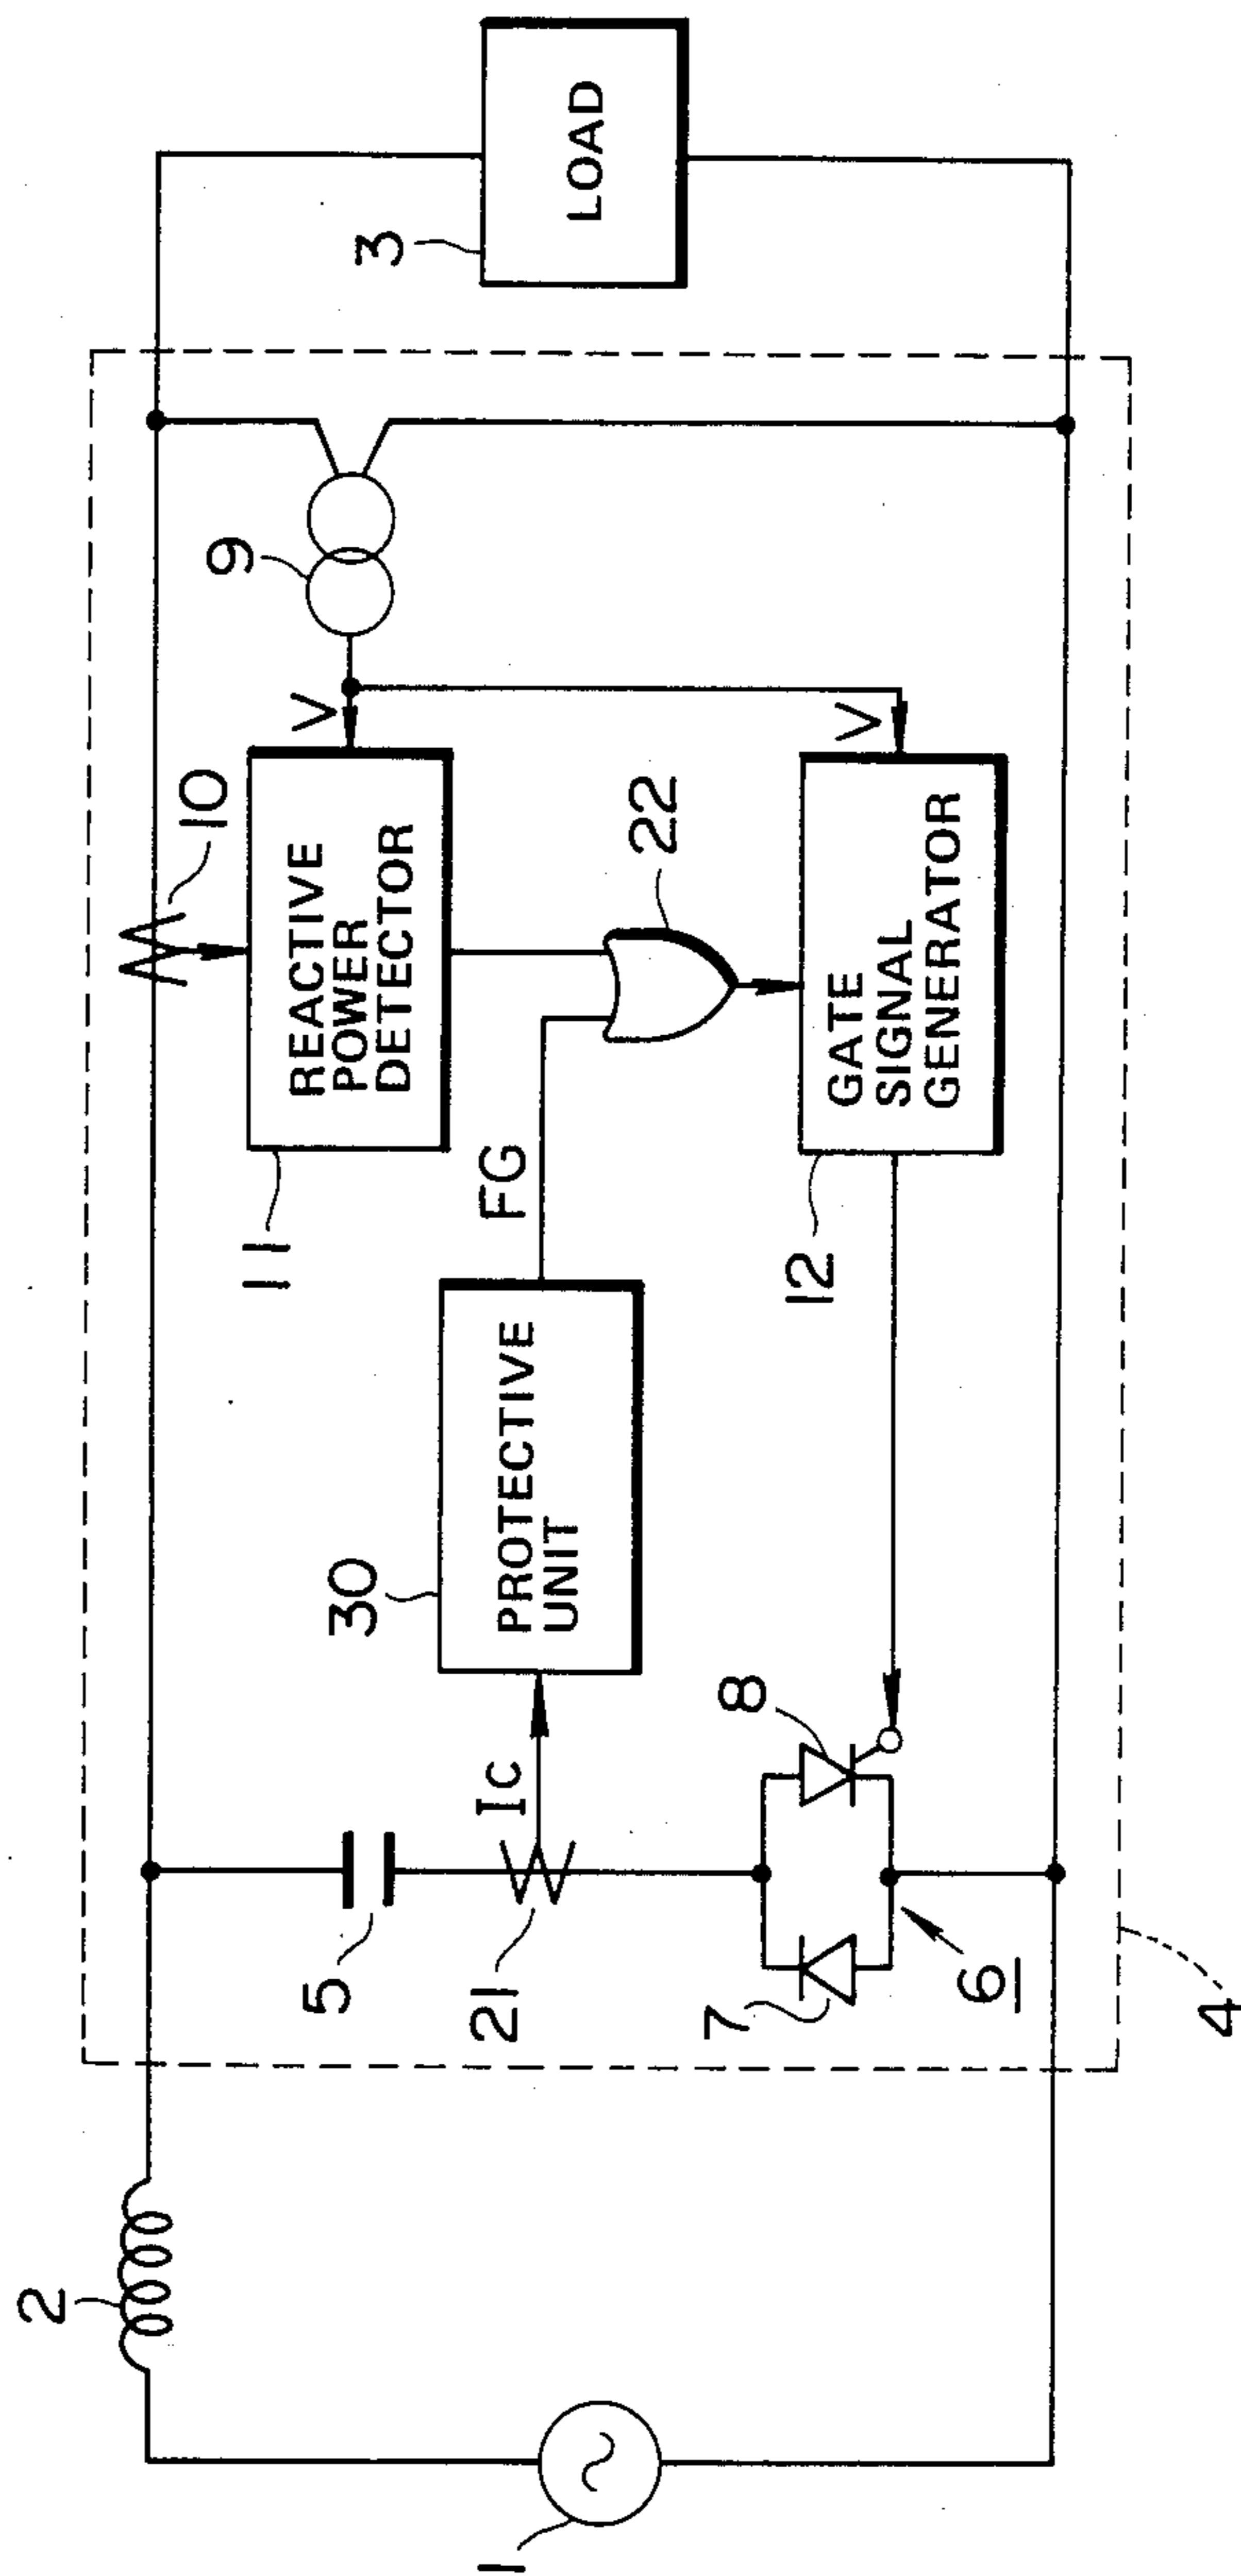 1
2
3
LOAD
4
5
21
IC
7
8
6
30
PROTECTIVE
UNIT
FG
11
REACTIVE
POWER
DETECTOR
10
V
9
22
12
GATE
SIGNAL
GENERATOR
V